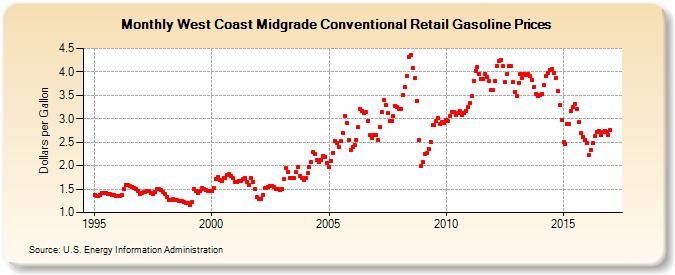 Monthly West Coast Midgrade Conventional Retail Gasoline Prices
Dollars per Gallon
4.5
4.0
3.5
3.0
2.5
2.0
1.5
1.0
1995 2000 2005 2010 2015
Source: U.S. Energy Information Administration